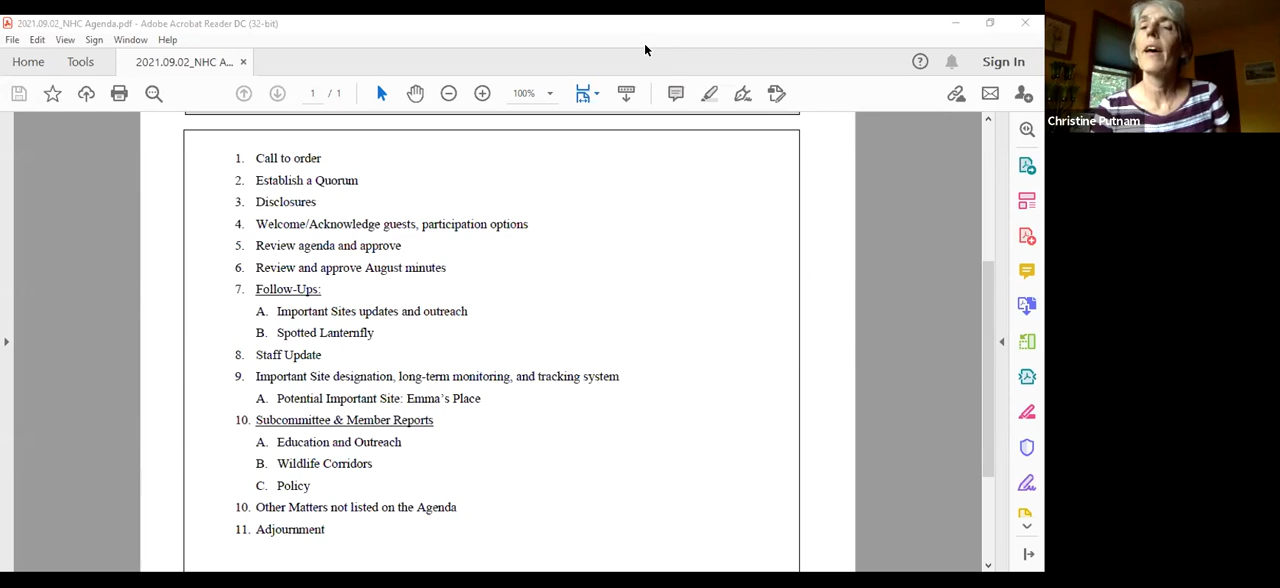 2021.09.02_NHC Agenda.pdf - Adobe Acrobat Reader DC (32-bit)
File Edit View Sign Window Help
Home Tools 2021.09.02_NHC A... × Sign In
1 / 1 100%
1. Call to order
2. Establish a Quorum
3. Disclosures
4. Welcome/Acknowledge guests, participation options
5. Review agenda and approve
6. Review and approve August minutes
7. Follow-Ups:
A. Important Sites updates and outreach
B. Spotted Lanternfly
8. Staff Update
9. Important Site designation, long-term monitoring, and tracking system
A. Potential Important Site: Emma's Place
10. Subcommittee & Member Reports
A. Education and Outreach
B. Wildlife Corridors
C. Policy
10. Other Matters not listed on the Agenda
11. Adjournment
Christine Putnam